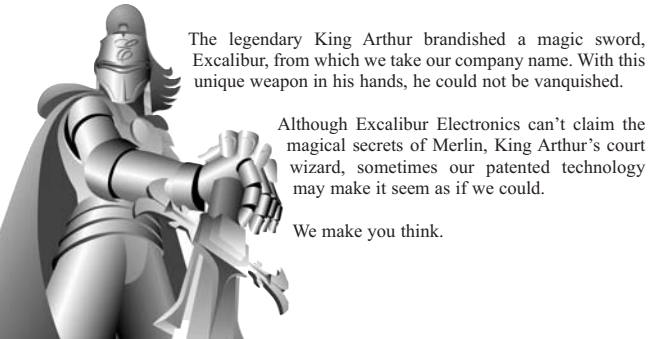 The legendary King Arthur brandished a magic sword,
Excalibur, from which we take our company name. With this
unique weapon in his hands, he could not be vanquished.
Although Excalibur Electronics can't claim the
magical secrets of Merlin, King Arthur's court
wizard, sometimes our patented technology
may make it seem as if we could.
We make you think.